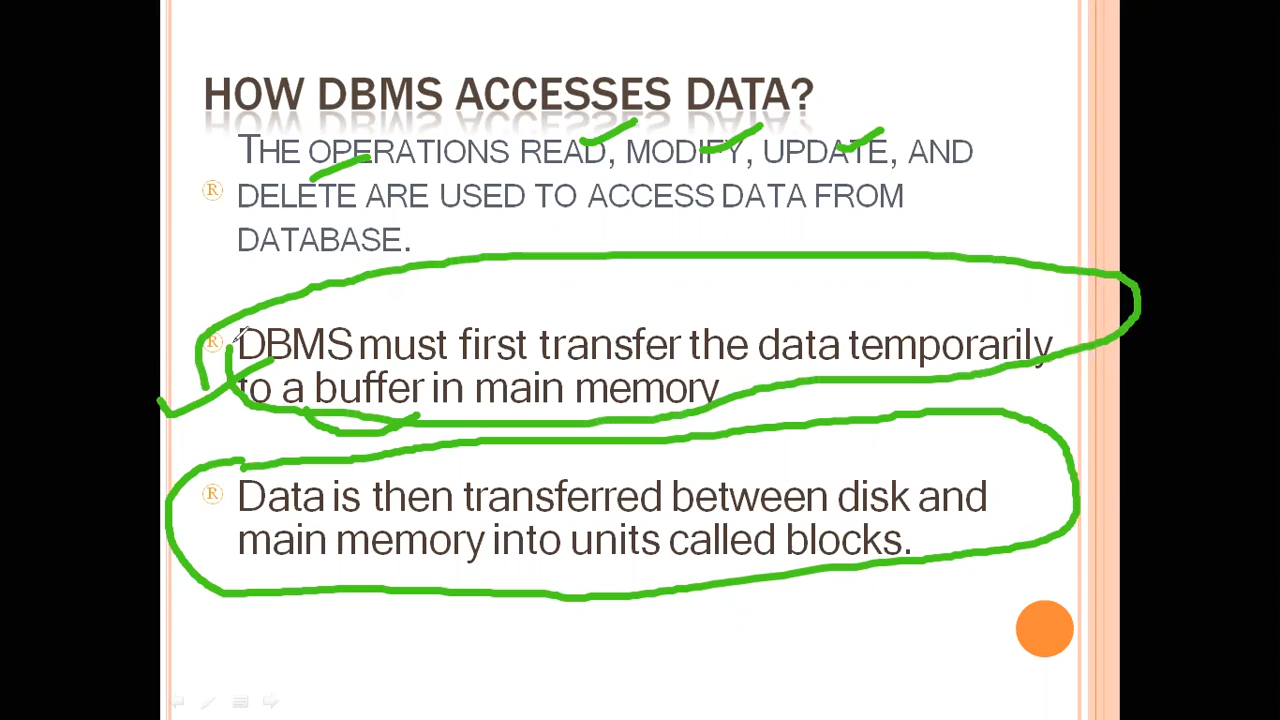 HOW DBMS ACCESSES DATA?
THE OPERATIONS READ, MODIFY, UPDATE, AND
® DELETE ARE USED TO ACCESS DATA FROM
DATABASE.
® DBMS must first transfer the data temporarily
to a buffer in main memory
® Data is then transferred between disk and
main memory into units called blocks.